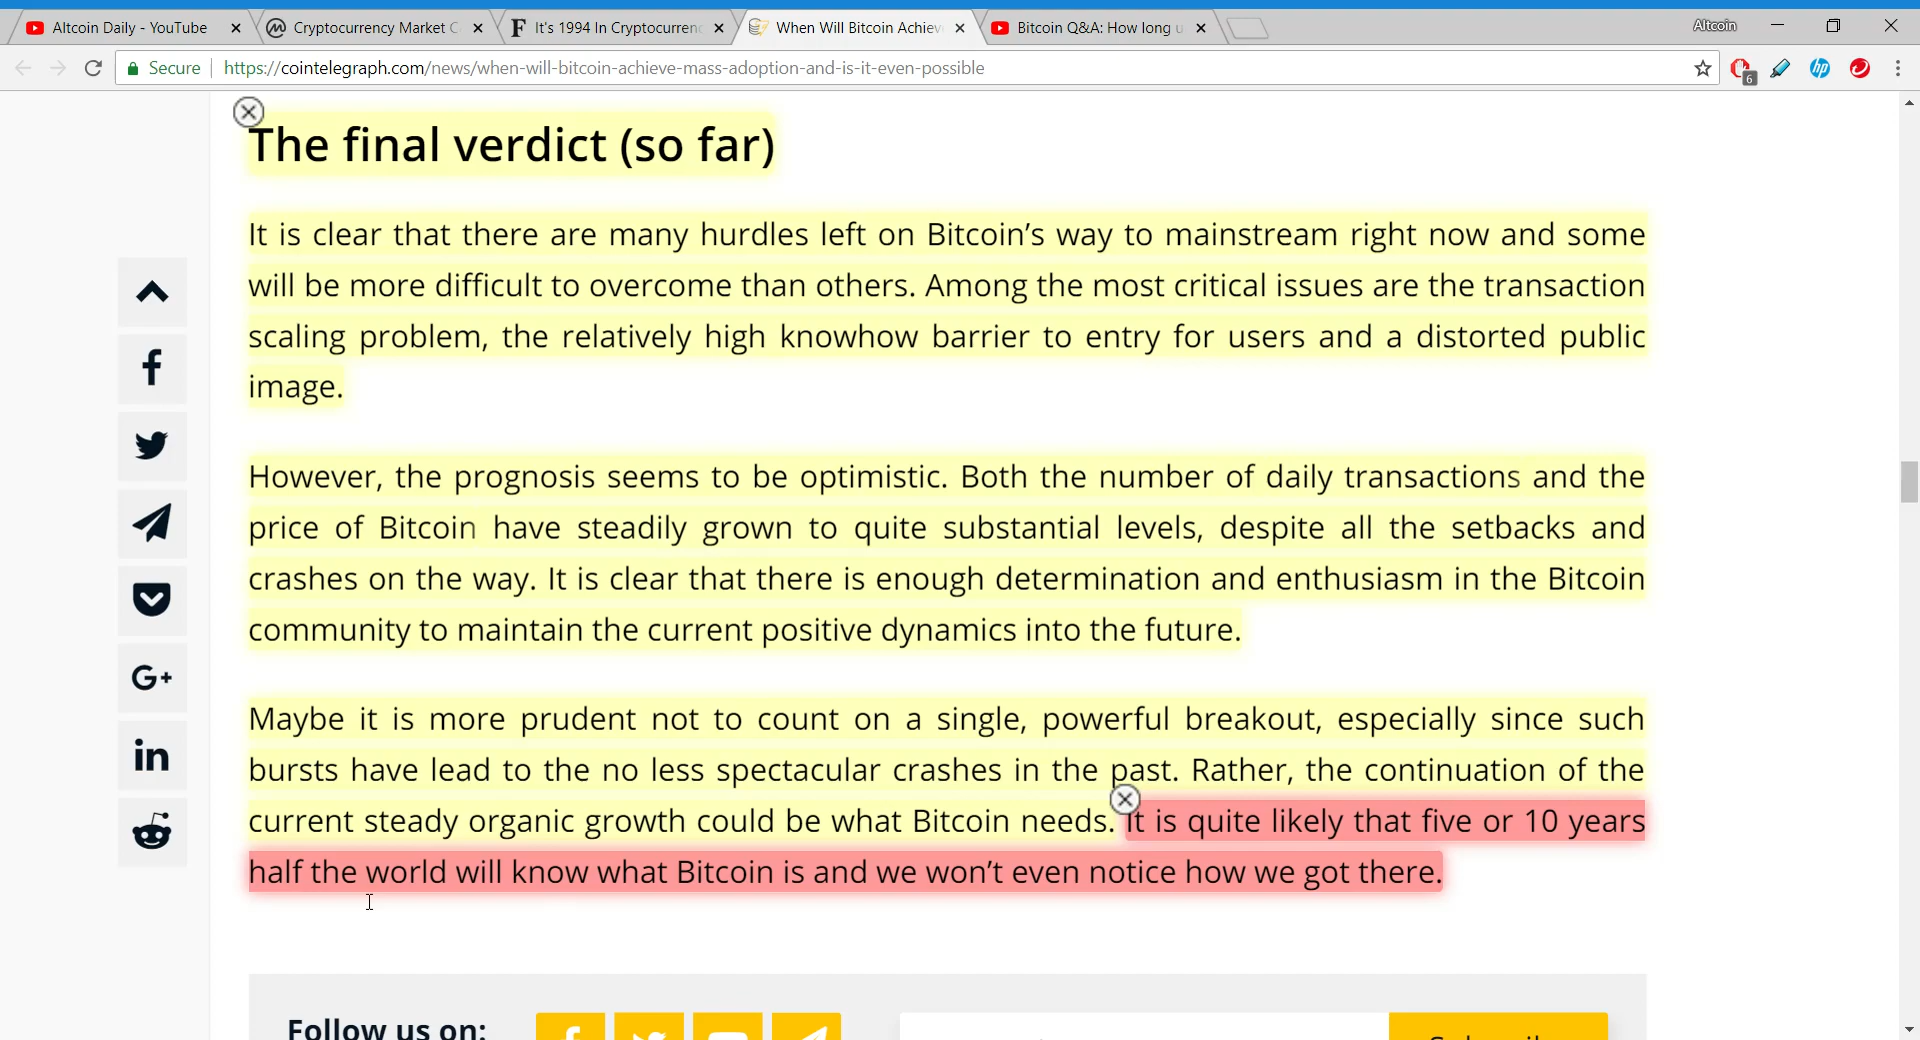 Altcoin Daily - YouTube
Cryptocurrency Market C
It's 1994 In Cryptocurrenc
When Will Bitcoin Achiev
Bitcoin Q&A: How long u
Altcoin
Secure
https://cointelegraph.com/news/when-will-bitcoin-achieve-mass-adoption-and-is-it-even-possible
6
hp
The final verdict (so far)
It is clear that there are many hurdles left on Bitcoin’s way to mainstream right now and some
will be more difficult to overcome than others. Among the most critical issues are the transaction
scaling problem, the relatively high knowhow barrier to entry for users and a distorted public
image.
However, the prognosis seems to be optimistic. Both the number of daily transactions and the
price of Bitcoin have steadily grown to quite substantial levels, despite all the setbacks and
crashes on the way. It is clear that there is enough determination and enthusiasm in the Bitcoin
community to maintain the current positive dynamics into the future.
G+
Maybe it is more prudent not to count on a single, powerful breakout, especially since such
bursts have lead to the no less spectacular crashes in the past. Rather, the continuation of the
in
current steady organic growth could be what Bitcoin needs. It is quite likely that five or 10 years
half the world will know what Bitcoin is and we won’t even notice how we got there.
Follow us on: